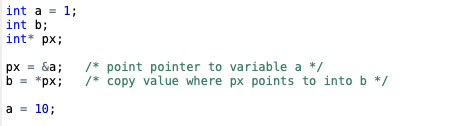 int a = 1;
int b;
int* px;
px = &a;   /* point pointer to variable a */
b = *px;   /* copy value where px points to into b */
a = 10;